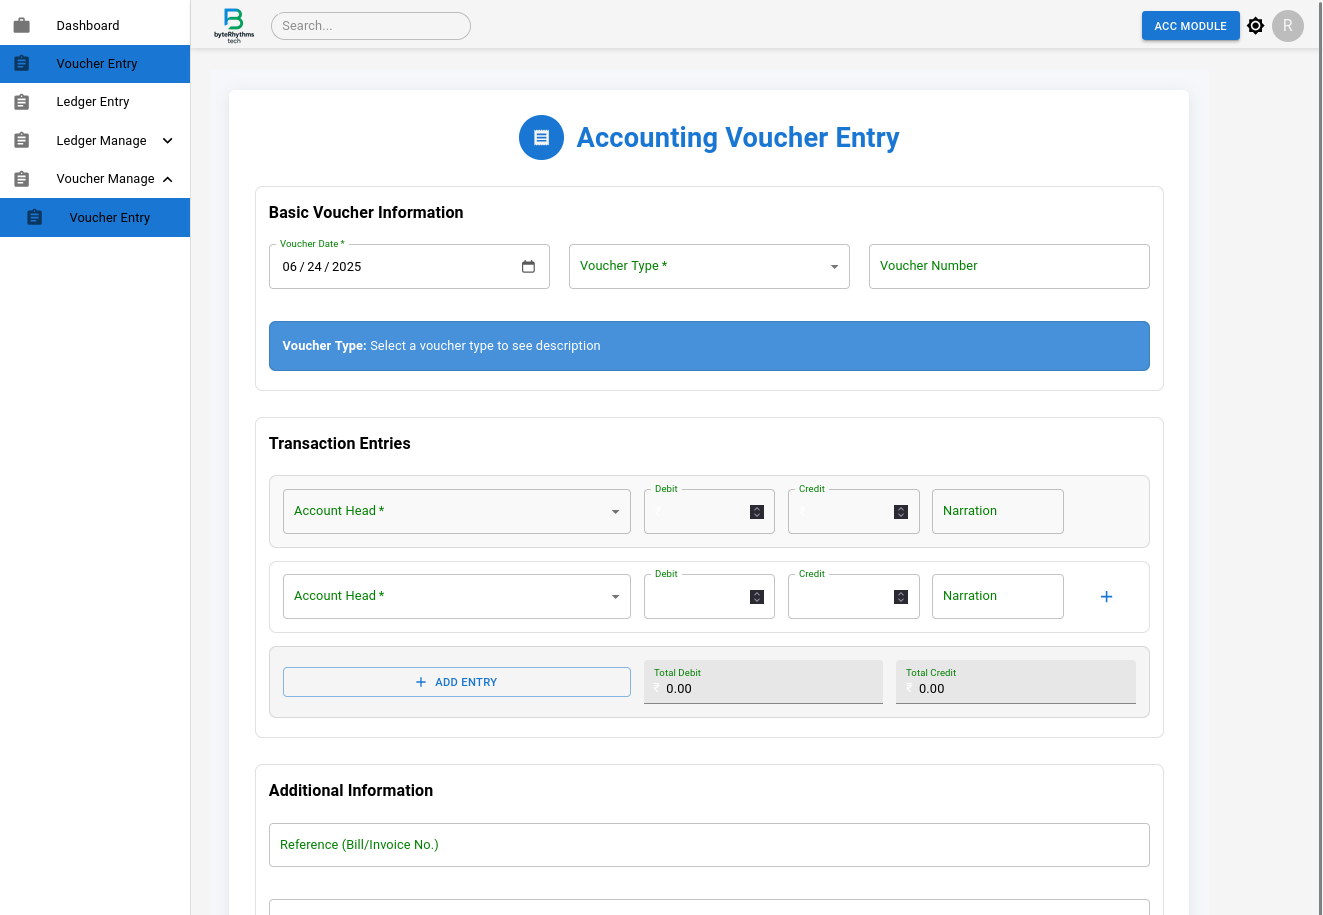 Dashboard
Voucher Entry
Ledger Entry
Ledger Manage
Voucher Manage
Voucher Entry
byteRhythms
tech
Search...
ACC MODULE
R
Accounting Voucher Entry
Basic Voucher Information
Voucher Date *
06 / 24 / 2025
Voucher Type *
Voucher Number
Voucher Type: Select a voucher type to see description
Transaction Entries
Account Head *
Debit
₹
Credit
₹
Narration
Account Head *
Debit
Credit
Narration
+
+ ADD ENTRY
Total Debit
₹ 0.00
Total Credit
₹ 0.00
Additional Information
Reference (Bill/Invoice No.)